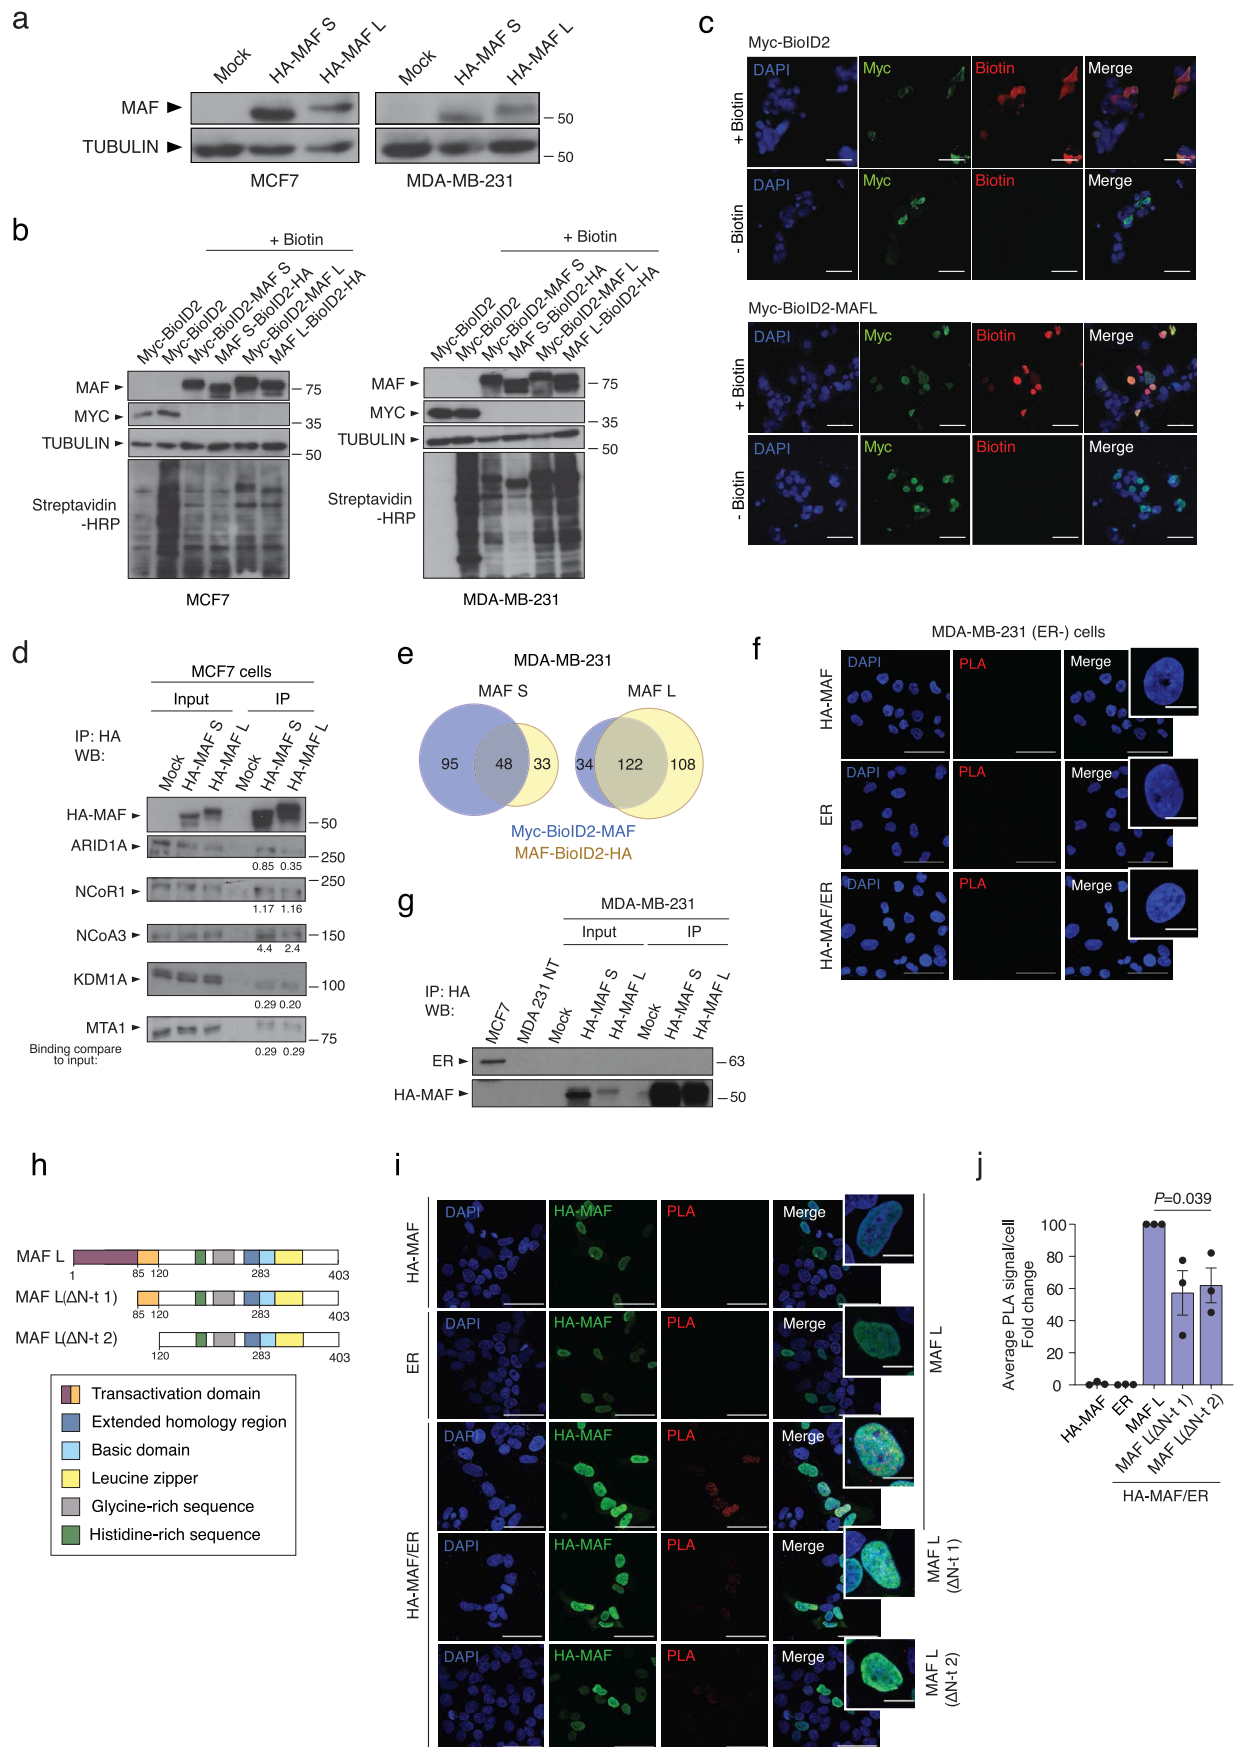 a
Mock
HA-MAF S
HA-MAF L
Mock
HA-MAF S
HA-MAF L
MAF
50
TUBULIN
50
MCF7
MDA-MB-231
b
+ Biotin
+ Biotin
Myc-BioID2
Myc-BioID2
Myc-BioID2-MAF S
MAF S-BioID2-HA
Myc-BioID2-MAF L
MAF L-BioID2-HA
Myc-BioID2
Myc-BioID2
Myc-BioID2-MAF S
MAF S-BioID2-HA
Myc-BioID2-MAF L
MAF L-BioID2-HA
MAF
75
MYC
35
TUBULIN
50
Streptavidin
-HRP
MCF7
MAF
75
MYC
35
TUBULIN
50
Streptavidin
-HRP
MDA-MB-231
c
Myc-BioID2
+ Biotin
DAPI
Myc
Biotin
Merge
- Biotin
DAPI
Myc
Biotin
Merge
Myc-BioID2-MAFL
+ Biotin
DAPI
Myc
Biotin
Merge
- Biotin
DAPI
Myc
Biotin
Merge
d
MCF7 cells
Input
IP
IP: HA
WB:
Mock
HA-MAF S
HA-MAF L
Mock
HA-MAF S
HA-MAF L
HA-MAF
50
ARID1A
250
0.85 0.35
250
NCoR1
1.17 1.16
NCoA3
150
4.4 2.4
KDM1A
100
0.29 0.20
MTA1
75
Binding compare
to input:
0.29 0.29
e
MDA-MB-231
MAF S
MAF L
95
48
33
34
122
108
Myc-BioID2-MAF
MAF-BioID2-HA
f
MDA-MB-231 (ER-) cells
HA-MAF
DAPI
PLA
Merge
ER
DAPI
PLA
Merge
HA-MAF/ER
DAPI
PLA
Merge
g
MDA-MB-231
Input
IP
IP: HA
WB:
MCF7
MDA 231 NT
Mock
HA-MAF S
HA-MAF L
Mock
HA-MAF S
HA-MAF L
ER
63
HA-MAF
50
h
MAF L
1
85
120
283
403
MAF L(ΔN-t 1)
85
120
283
403
MAF L(ΔN-t 2)
120
283
403
Transactivation domain
Extended homology region
Basic domain
Leucine zipper
Glycine-rich sequence
Histidine-rich sequence
i
HA-MAF
DAPI
HA-MAF
PLA
Merge
ER
DAPI
HA-MAF
PLA
Merge
MAF L
HA-MAF/ER
DAPI
HA-MAF
PLA
Merge
DAPI
HA-MAF
PLA
Merge
MAF L
(ΔN-t 1)
DAPI
HA-MAF
PLA
Merge
MAF L
(ΔN-t 2)
j
P=0.039
Average PLA signal/cell
Fold change
100
80
60
40
20
0
HA-MAF
ER
MAF L
MAF L(ΔN-t 1)
MAF L(ΔN-t 2)
HA-MAF/ER